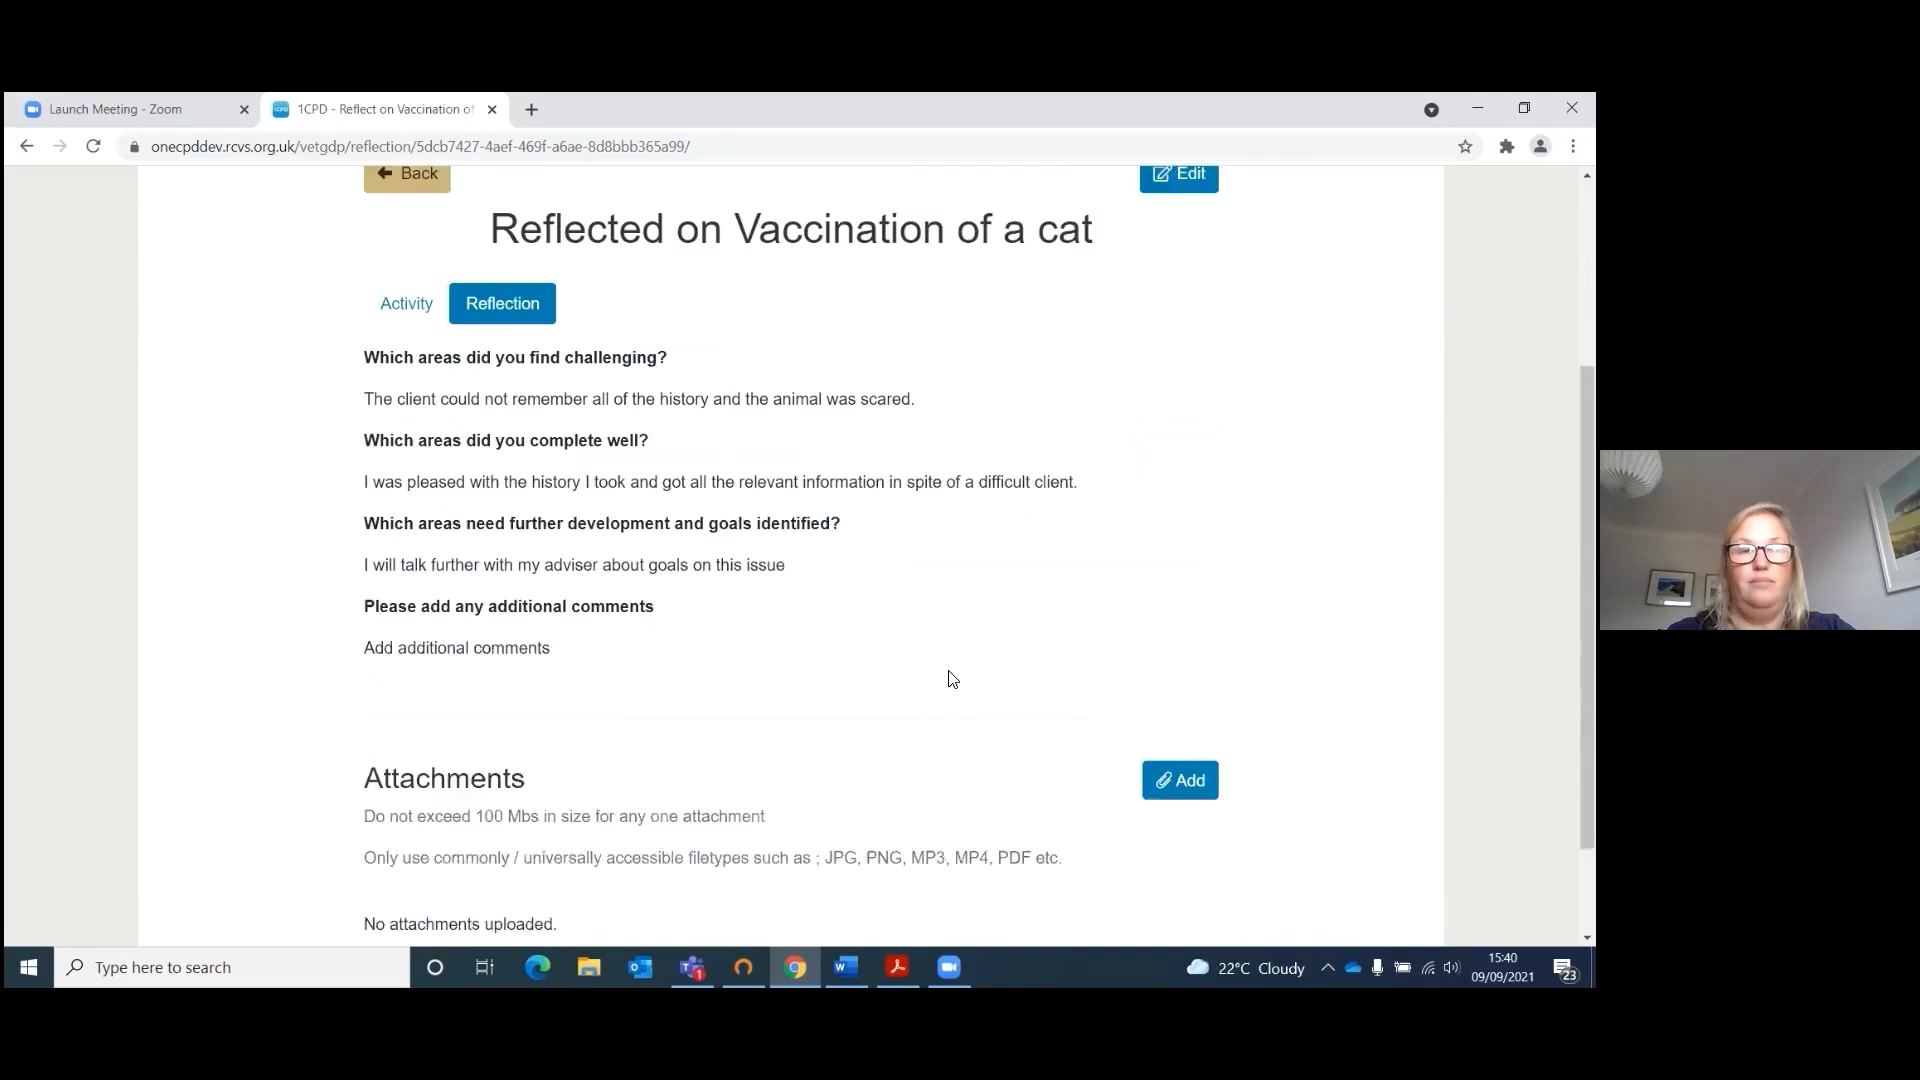 Launch Meeting - Zoom
1CPD - Reflect on Vaccination of
onecpddev.rcvs.org.uk/vetgdp/reflection/5dcb7427-4aef-469f-a6ae-8d8bbb365a99/
Back
Edit
Reflected on Vaccination of a cat
Activity
Reflection
Which areas did you find challenging?
The client could not remember all of the history and the animal was scared.
Which areas did you complete well?
I was pleased with the history I took and got all the relevant information in spite of a difficult client.
Which areas need further development and goals identified?
I will talk further with my adviser about goals on this issue
Please add any additional comments
Add additional comments
Attachments
Add
Do not exceed 100 Mbs in size for any one attachment
Only use commonly / universally accessible filetypes such as ; JPG, PNG, MP3, MP4, PDF etc.
No attachments uploaded.
Type here to search
22°C Cloudy
15:40
09/09/2021
23